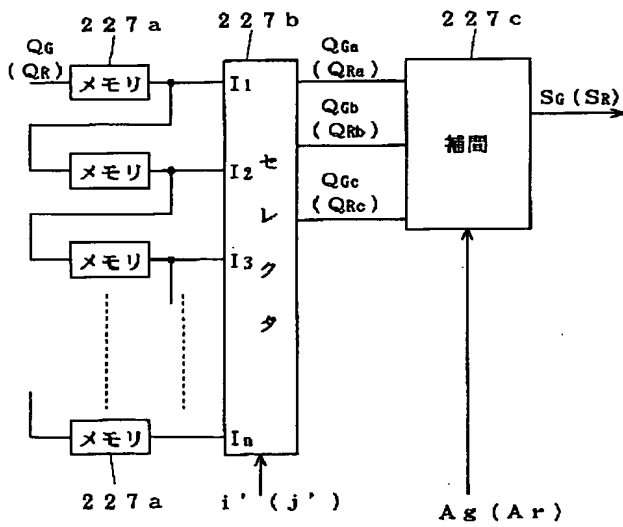 227a
227b
227c
QG
(QR)
メモリ
I1
QGa
(QRa)
SG(SR)
メモリ
I2
セレクタ
QGb
(QRb)
補間
メモリ
I3
QGc
(QRc)
メモリ
In
227a
i'(j')
Ag(Ar)